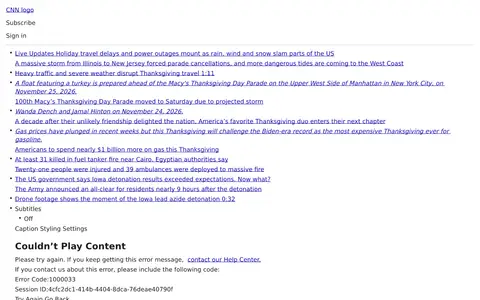 CNN logo
Subscribe
Sign in
Live Updates Holiday travel delays and power outages mount as rain, wind and snow slam parts of the US
A massive storm from Illinois to New Jersey forced parade cancellations, and more dangerous tides are coming to the West Coast
Heavy traffic and severe weather disrupt Thanksgiving travel 1:11
A float featuring a turkey is prepared ahead of the Macy's Thanksgiving Day Parade on the Upper West Side of Manhattan in New York City, on
November 25, 2026.
100th Macy's Thanksgiving Day Parade moved to Saturday due to projected storm
Wanda Dench and Jamal Hinton on November 24, 2026.
A decade after their unlikely friendship delighted the nation, America's favorite Thanksgiving duo enters their next chapter
Gas prices have plunged in recent weeks but this Thanksgiving will challenge the Biden-era record as the most expensive Thanksgiving ever for
gasoline.
Americans to spend nearly $1 billion more on gas this Thanksgiving
At least 31 killed in fuel tanker fire near Cairo, Egyptian authorities say
Twenty-one people were injured and 39 ambulances were deployed to massive fire
The US government says Iowa detonation results exceeded expectations. Now what?
The Army announced an all-clear for residents nearly 9 hours after the detonation
Drone footage shows the moment of the Iowa lead azide detonation 0:32
Subtitles
Off
Caption Styling Settings
Couldn't Play Content
Please try again. If you keep getting this error message, contact our Help Center.
If you contact us about this error, please include the following code:
Error Code:1000033
Session ID:4cfc2dc1-414b-4404-8dca-76deae40790f
Try Again Go Back